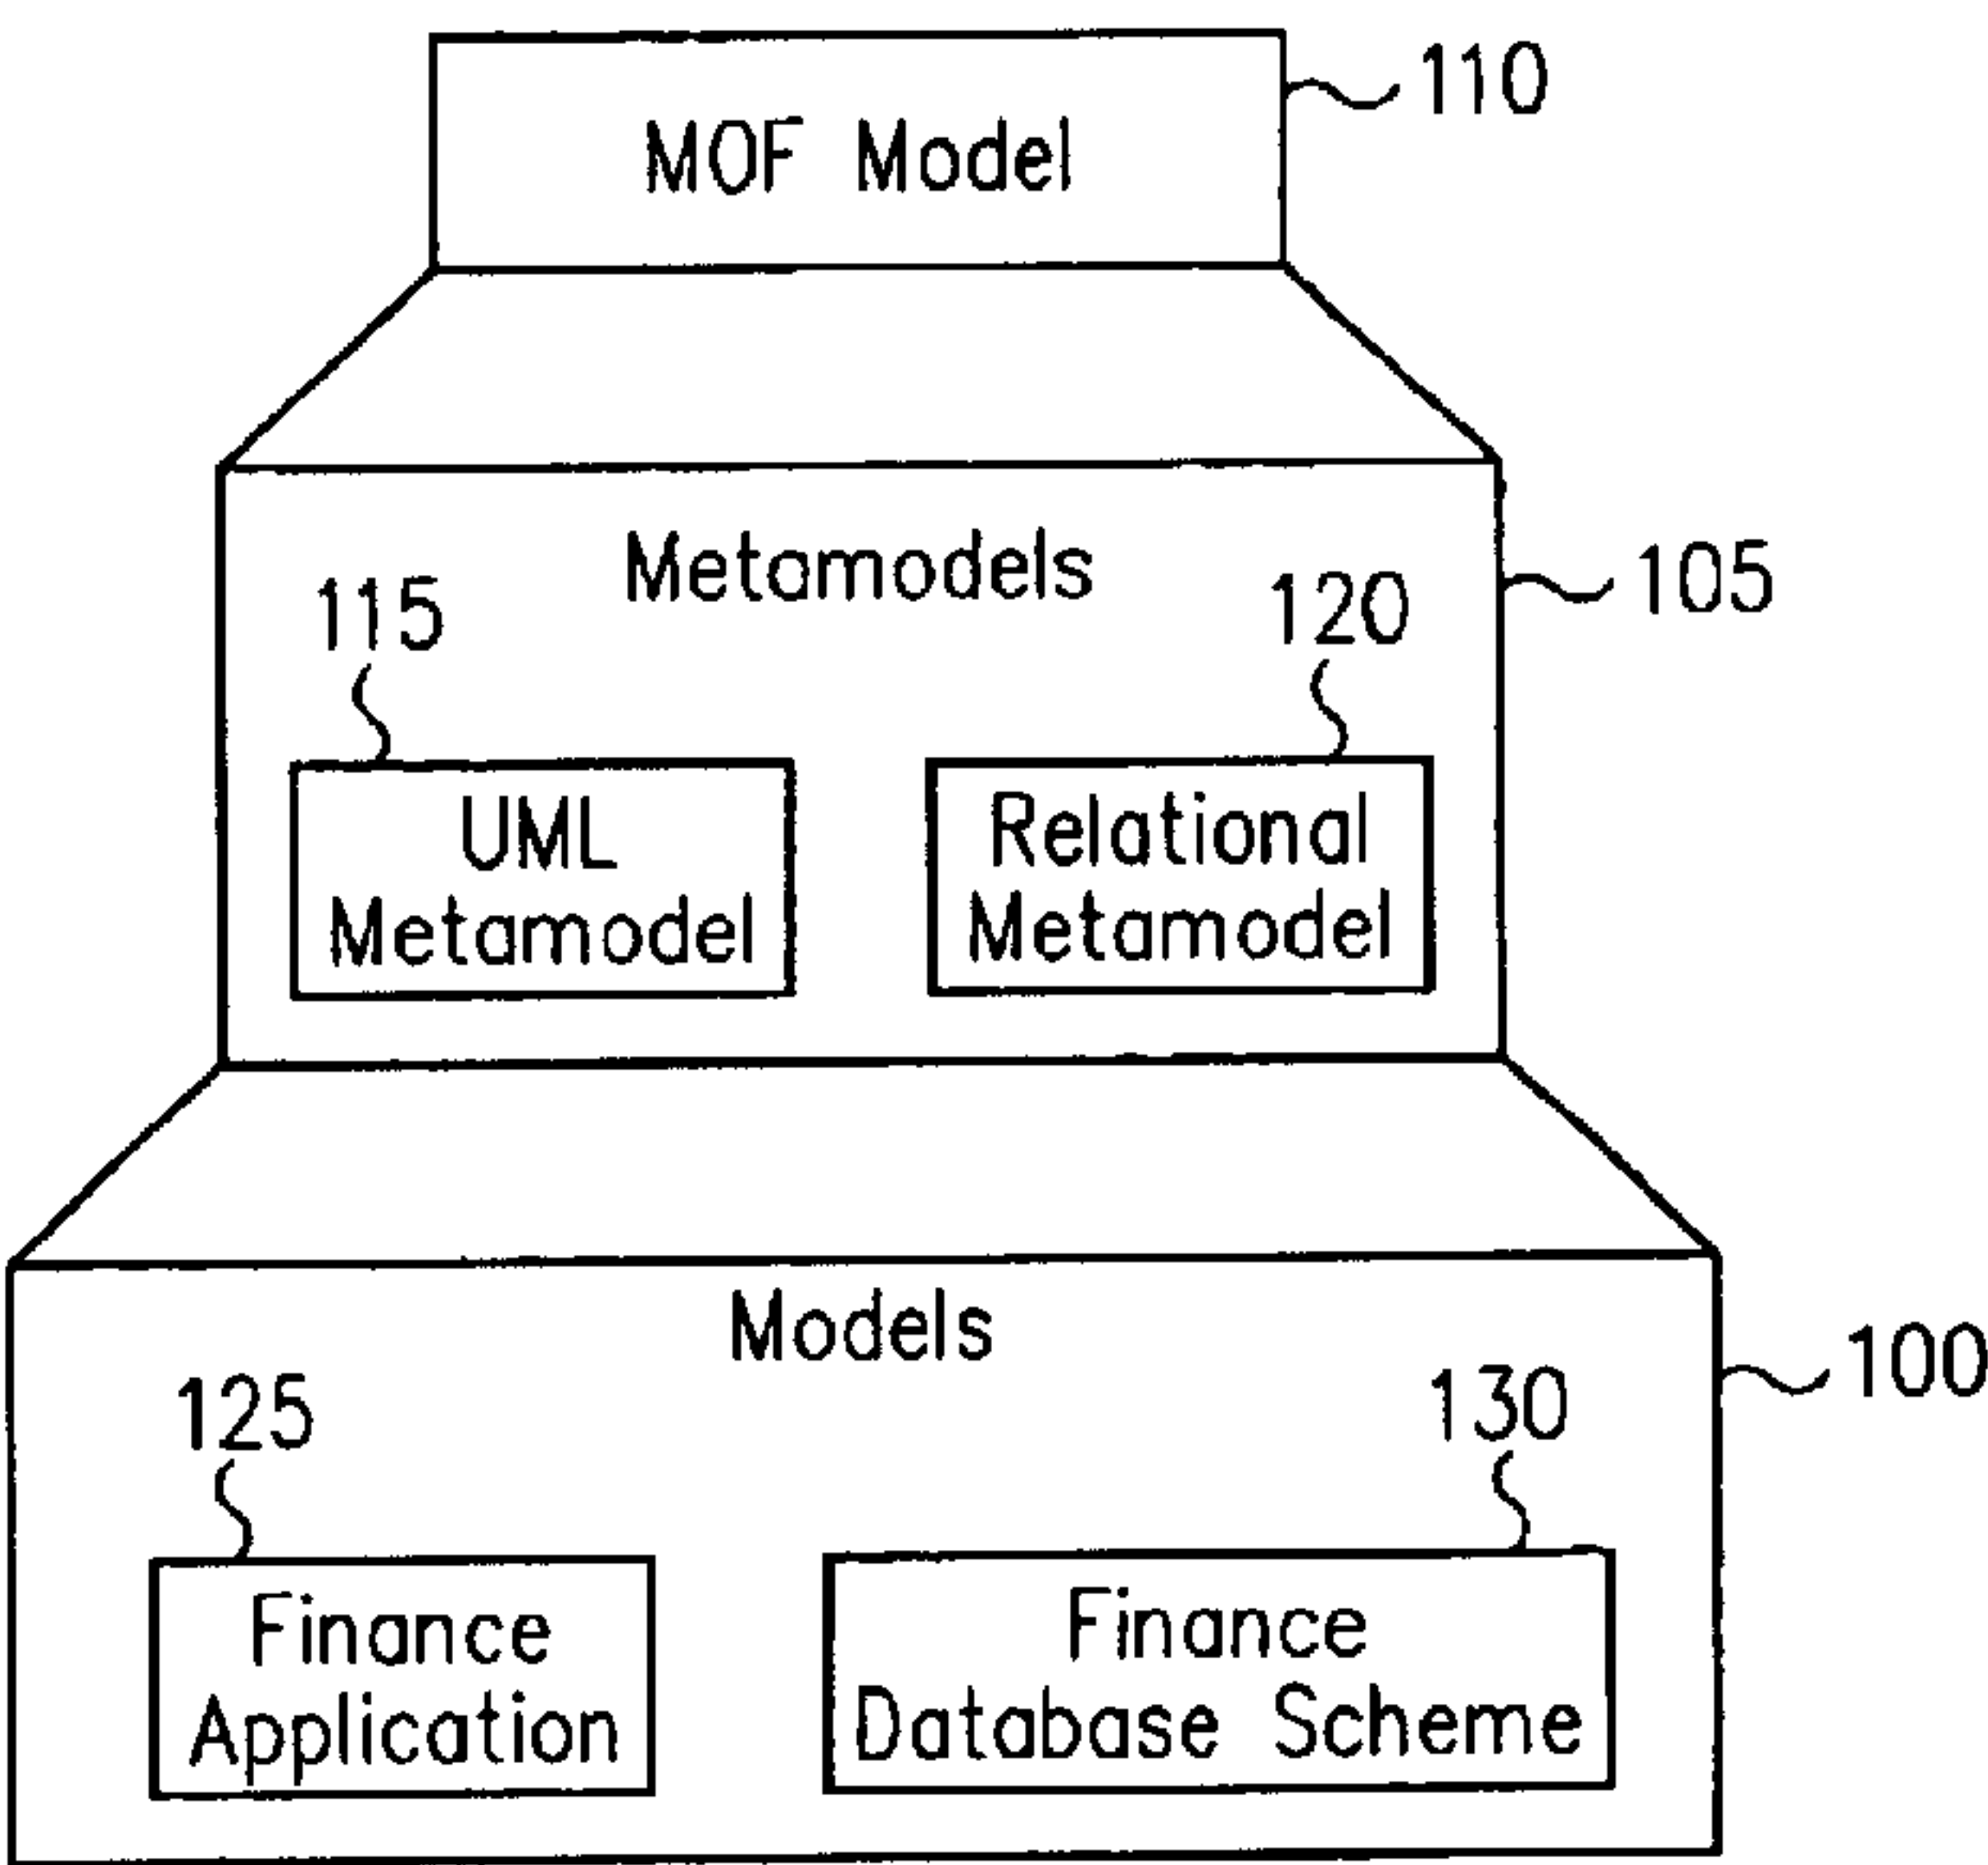 110
MOF Model
Metamodels
105
115
120
UML
Metamodel
Relational
Metamodel
Models
100
125
130
Finance
Application
Finance
Database Scheme